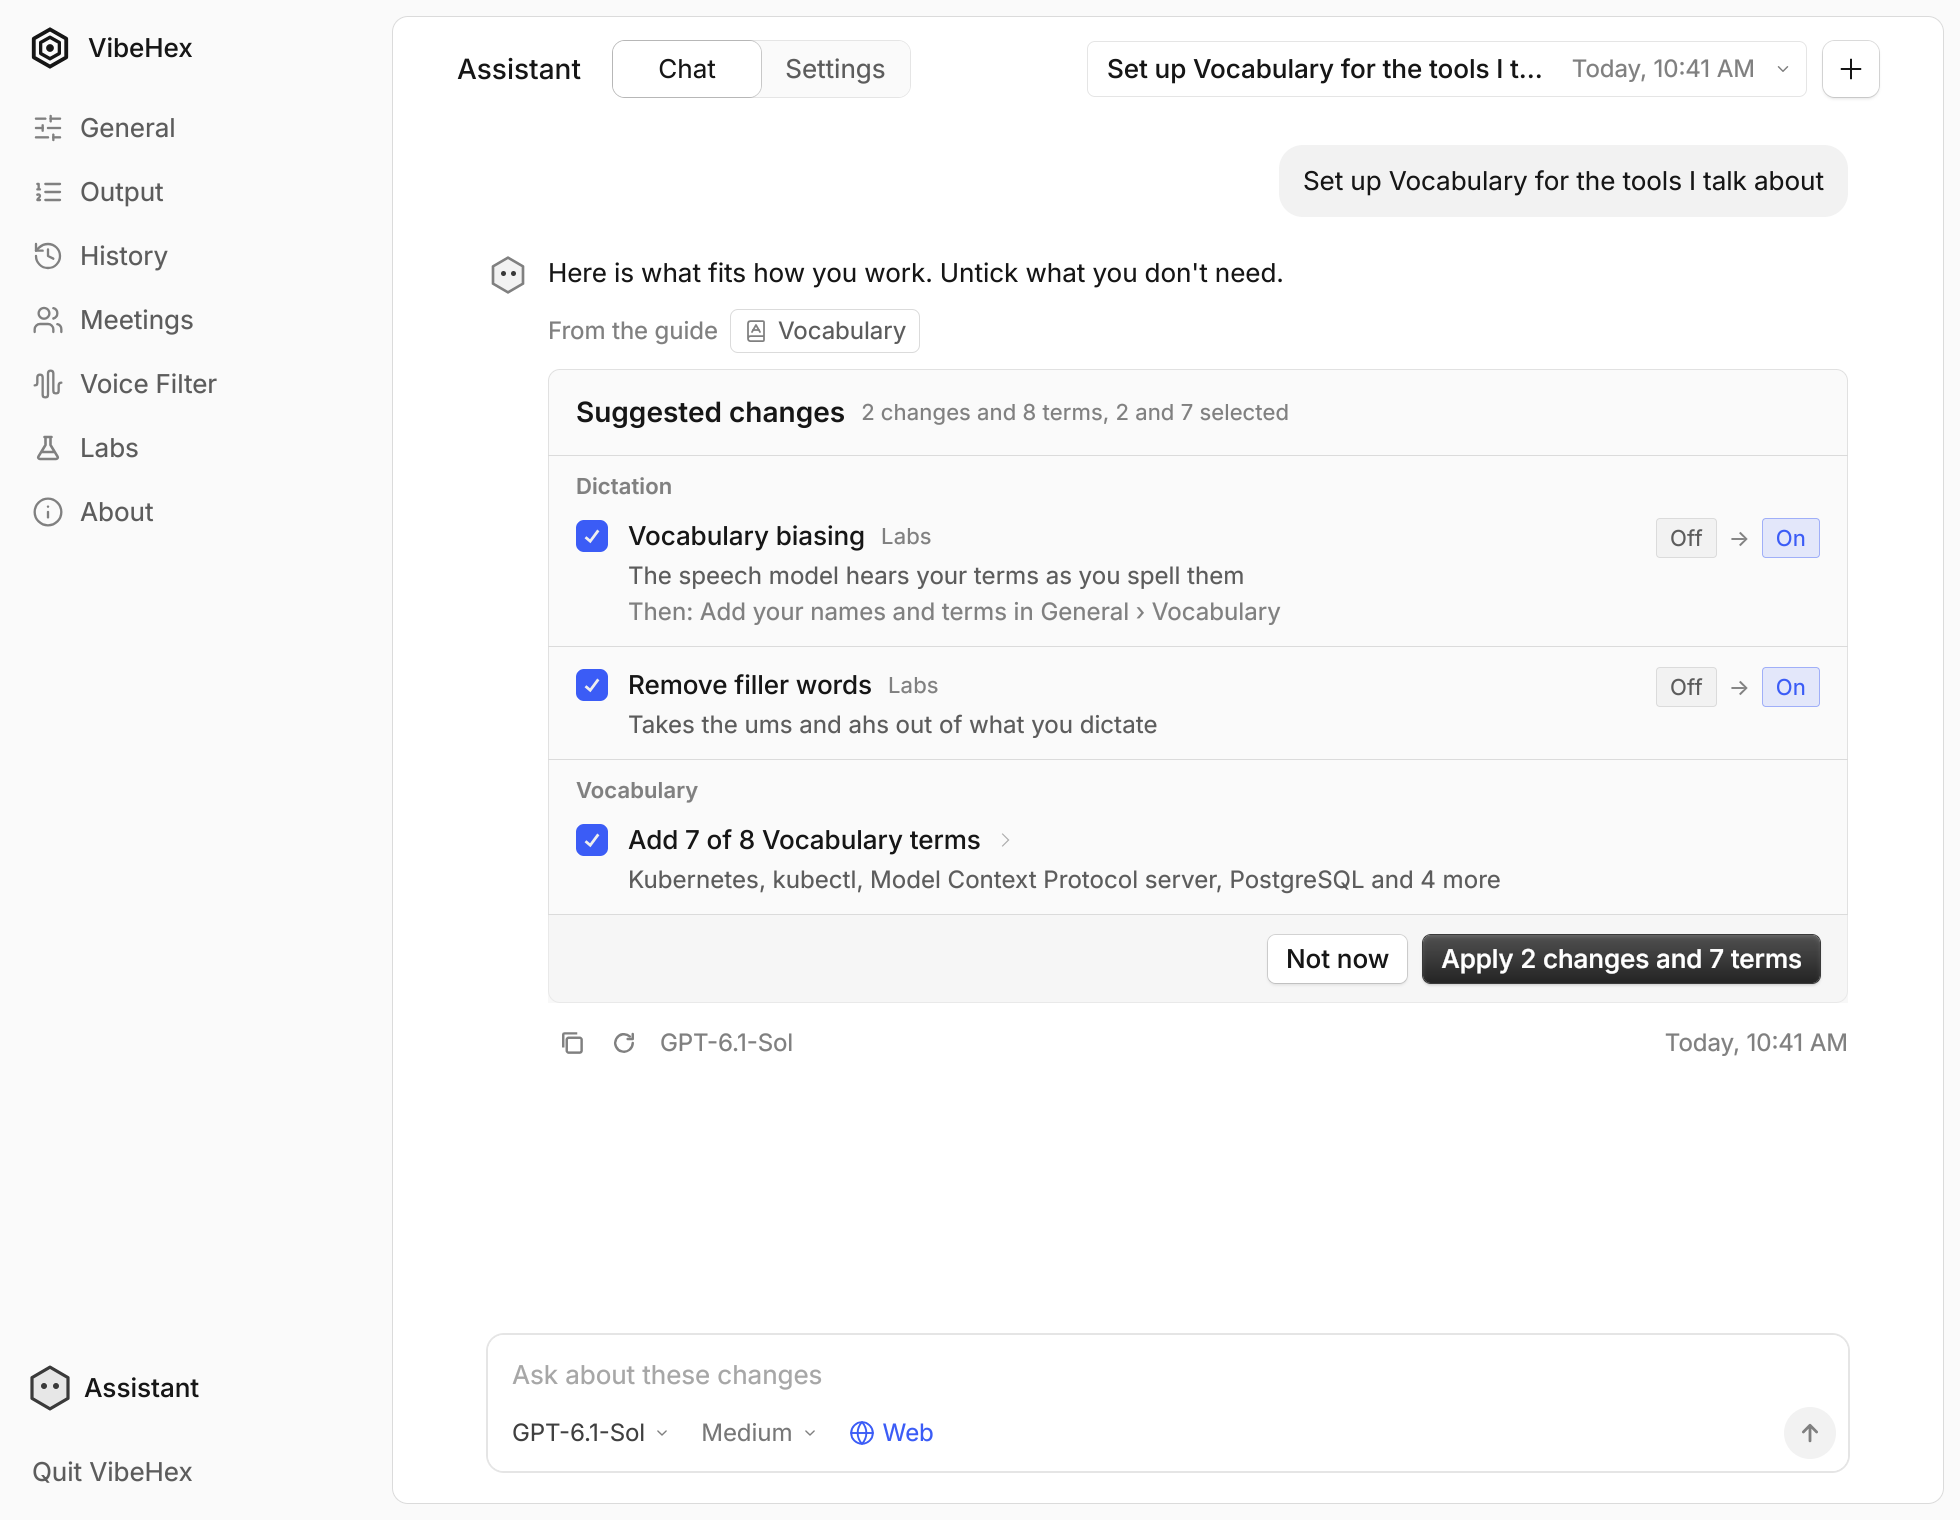 VibeHex
General
Output
History
Meetings
Voice Filter
Labs
About
Assistant
Quit VibeHex
Assistant
Chat
Settings
Set up Vocabulary for the tools I t...
Today, 10:41 AM
Set up Vocabulary for the tools I talk about
Here is what fits how you work. Untick what you don't need.
From the guide
Vocabulary
Suggested changes
2 changes and 8 terms, 2 and 7 selected
Dictation
Vocabulary biasing Labs
Off → On
The speech model hears your terms as you spell them
Then: Add your names and terms in General › Vocabulary
Remove filler words Labs
Off → On
Takes the ums and ahs out of what you dictate
Vocabulary
Add 7 of 8 Vocabulary terms
Kubernetes, kubectl, Model Context Protocol server, PostgreSQL and 4 more
Not now
Apply 2 changes and 7 terms
GPT-6.1-Sol
Today, 10:41 AM
Ask about these changes
GPT-6.1-Sol
Medium
Web